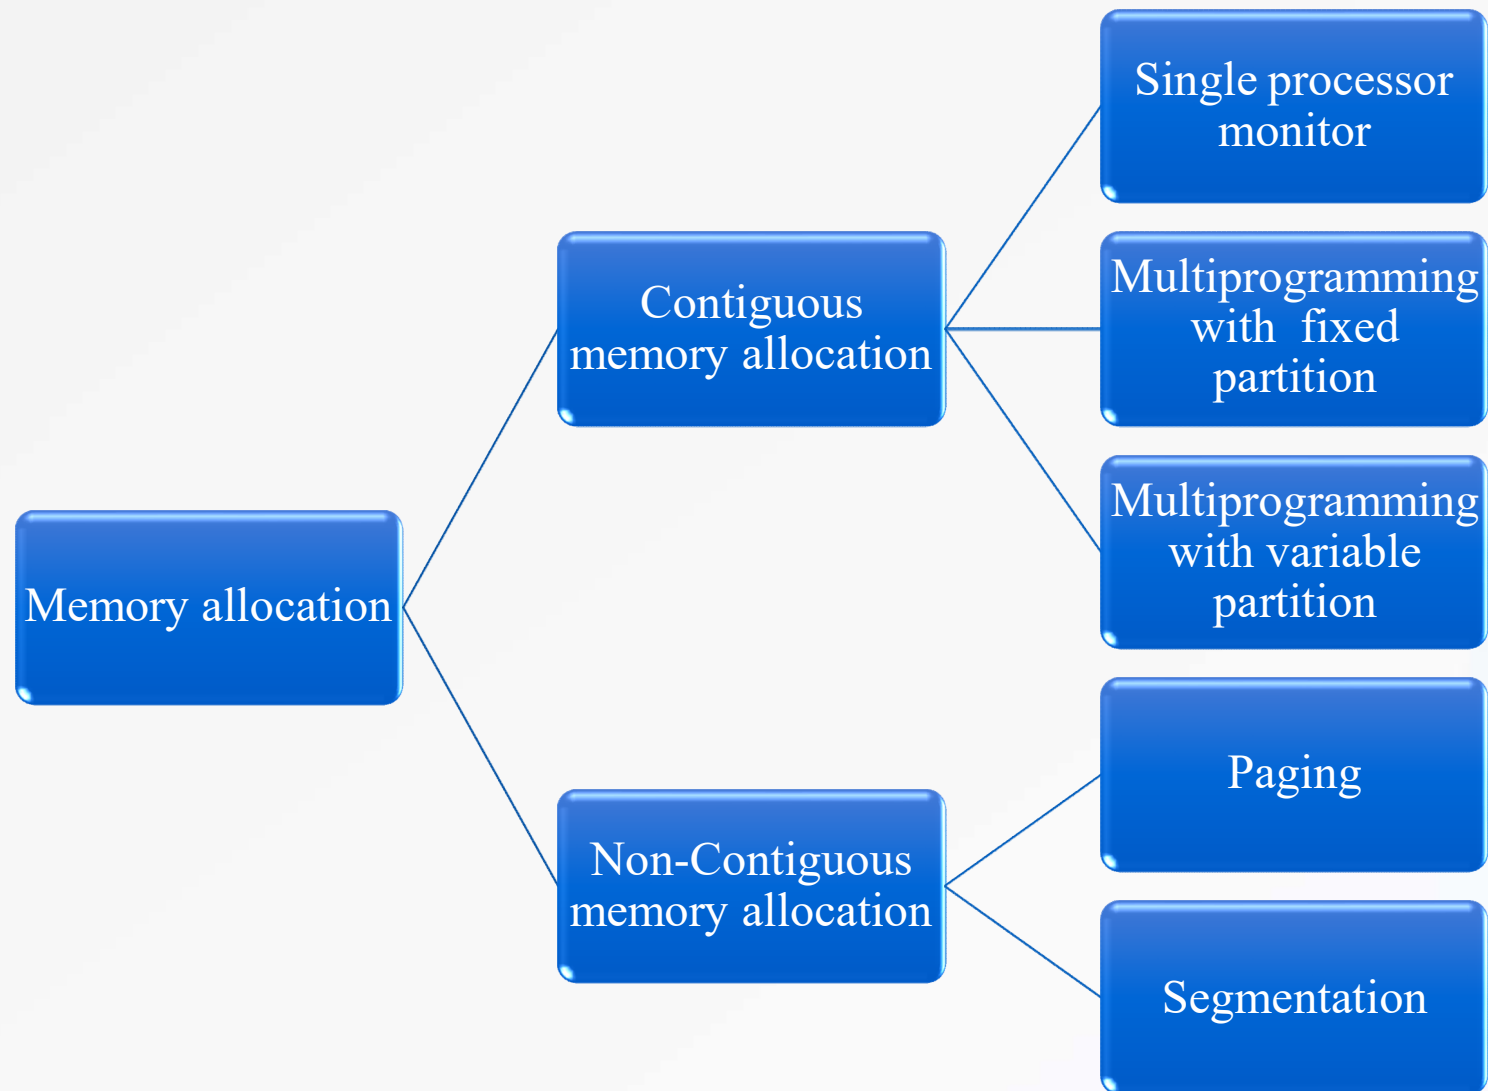 Memory allocation
Contiguous
memory allocation
Single processor
monitor
Multiprogramming
with  fixed
partition
Multiprogramming
with variable
partition
Non-Contiguous
memory allocation
Paging
Segmentation